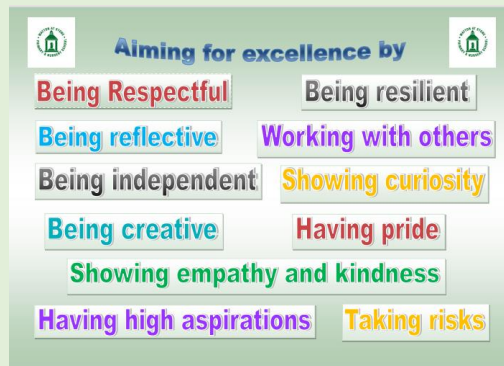 Aiming for excellence by
Being Respectful
Being resilient
Being reflective
Working with others
Being independent
Showing curiosity
Being creative
Having pride
Showing empathy and kindness
Having high aspirations
Taking risks